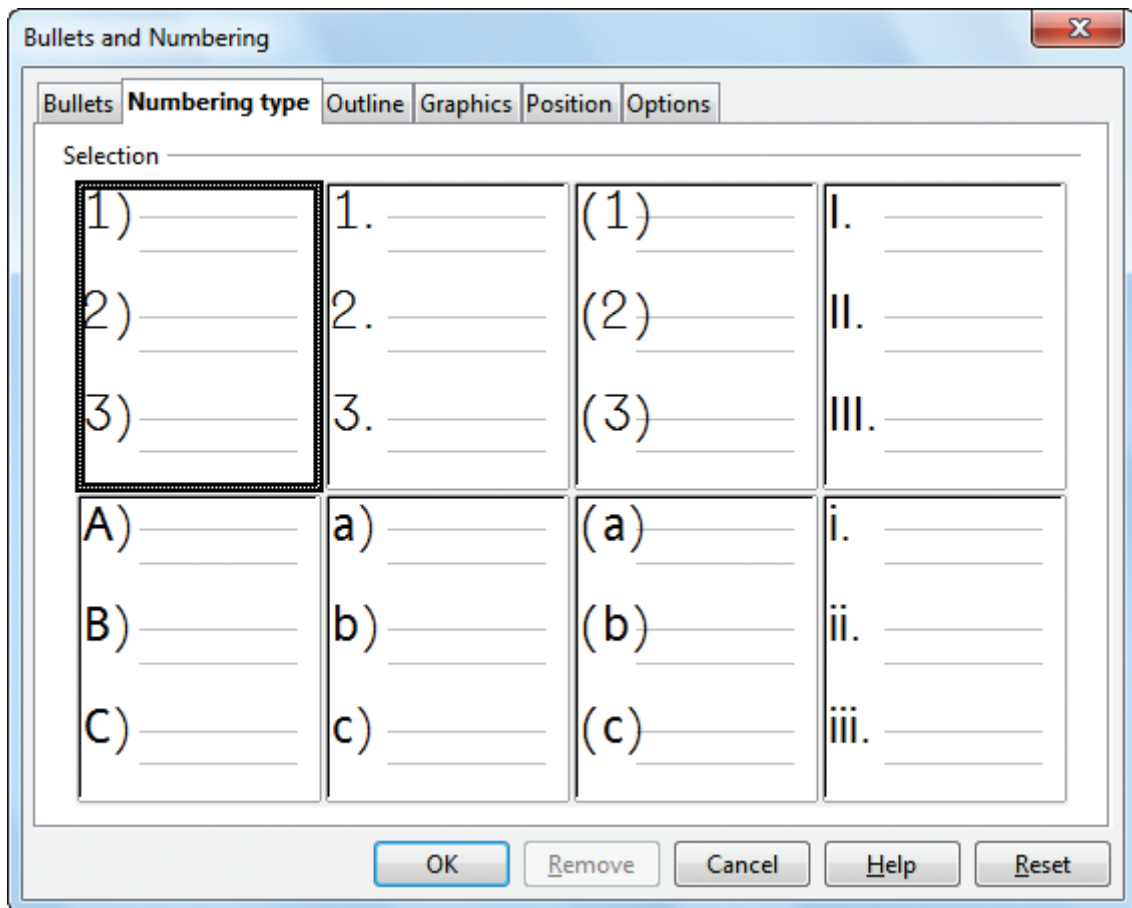 Bullets and Numbering
Bullets Numbering type Outline Graphics Position Options
Selection
1) 1. (1) I.
2) 2. (2) II.
3) 3. (3) III.
A) a) (a) i.
B) b) (b) ii.
C) c) (c) iii.
OK Remove Cancel Help Reset